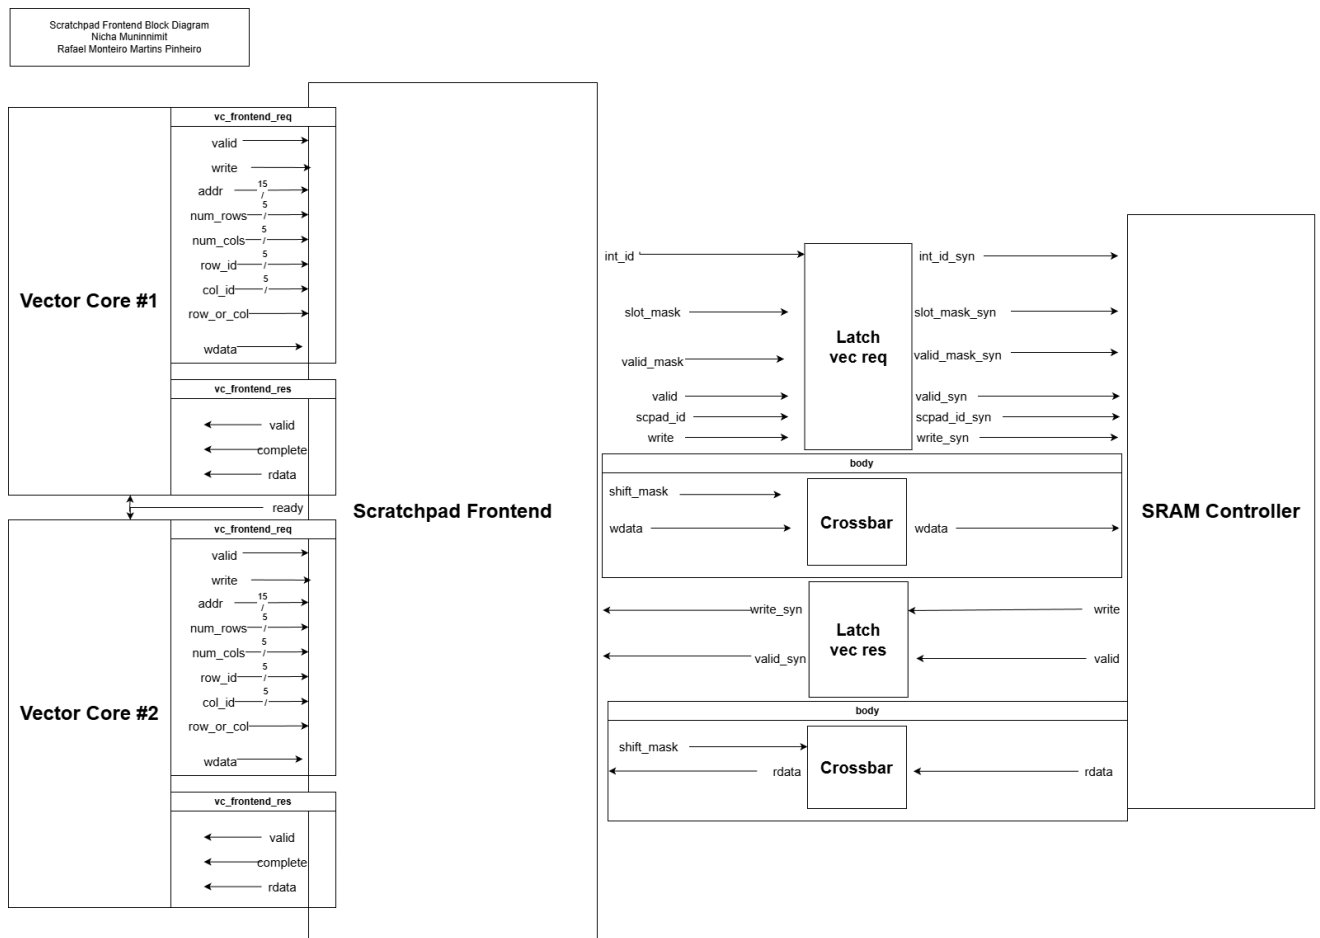 Scratchpad Frontend Block Diagram
Nicha Muninnimit
Rafael Monteiro Martins Pinheiro
Vector Core #1
vc_frontend_req
valid
write
addr
15
/
num_rows
5
/
num_cols
5
/
row_id
5
/
col_id
5
/
row_or_col
wdata
vc_frontend_res
valid
complete
rdata
ready
Vector Core #2
vc_frontend_req
valid
write
addr
15
/
num_rows
5
/
num_cols
5
/
row_id
5
/
col_id
5
/
row_or_col
wdata
vc_frontend_res
valid
complete
rdata
Scratchpad Frontend
int_id
slot_mask
valid_mask
valid
scpad_id
write
Latch
vec req
int_id_syn
slot_mask_syn
valid_mask_syn
valid_syn
scpad_id_syn
write_syn
body
shift_mask
wdata
Crossbar
wdata
write_syn
valid_syn
Latch
vec res
write
valid
body
shift_mask
rdata
Crossbar
rdata
SRAM Controller